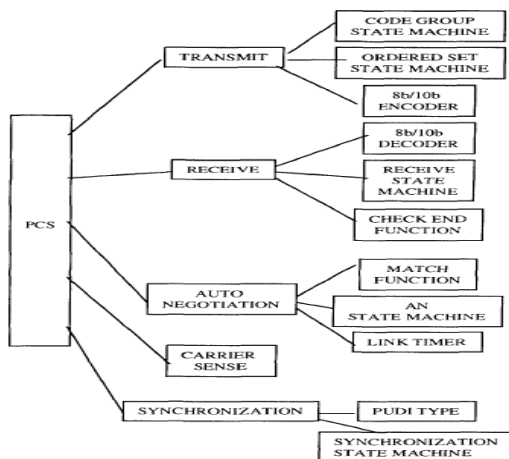 CODE GROUP
STATE MACHINE
TRANSMIT
ORDERED SET
STATE MACHINE
8b/10b
ENCODER
8b/10b
DECODER
RECEIVE
RECEIVE
STATE
MACHINE
CHECK END
FUNCTION
PCS
MATCH
FUNCTION
AUTO
NEGOTIATION
AN
STATE MACHINE
LINK TIMER
CARRIER
SENSE
SYNCHRONIZATION
PUDI TYPE
SYNCHRONIZATION
STATE MACHINE